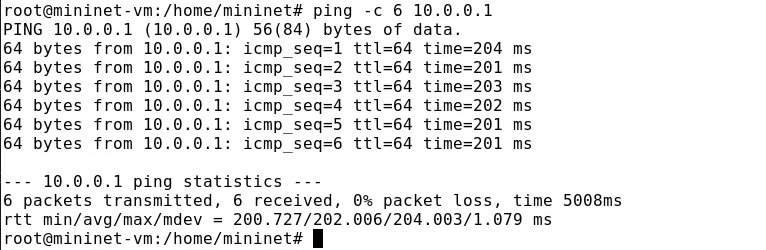 root@mininet-vm:/home/mininet# ping -c 6 10.0.0.1
PING 10.0.0.1 (10.0.0.1) 56(84) bytes of data.
64 bytes from 10.0.0.1: icmp_seq=1 ttl=64 time=204 ms
64 bytes from 10.0.0.1: icmp_seq=2 ttl=64 time=201 ms
64 bytes from 10.0.0.1: icmp_seq=3 ttl=64 time=203 ms
64 bytes from 10.0.0.1: icmp_seq=4 ttl=64 time=202 ms
64 bytes from 10.0.0.1: icmp_seq=5 ttl=64 time=201 ms
64 bytes from 10.0.0.1: icmp_seq=6 ttl=64 time=201 ms
--- 10.0.0.1 ping statistics ---
6 packets transmitted, 6 received, 0% packet loss, time 5008ms
rtt min/avg/max/mdev = 200.727/202.006/204.003/1.079 ms
root@mininet-vm:/home/mininet#